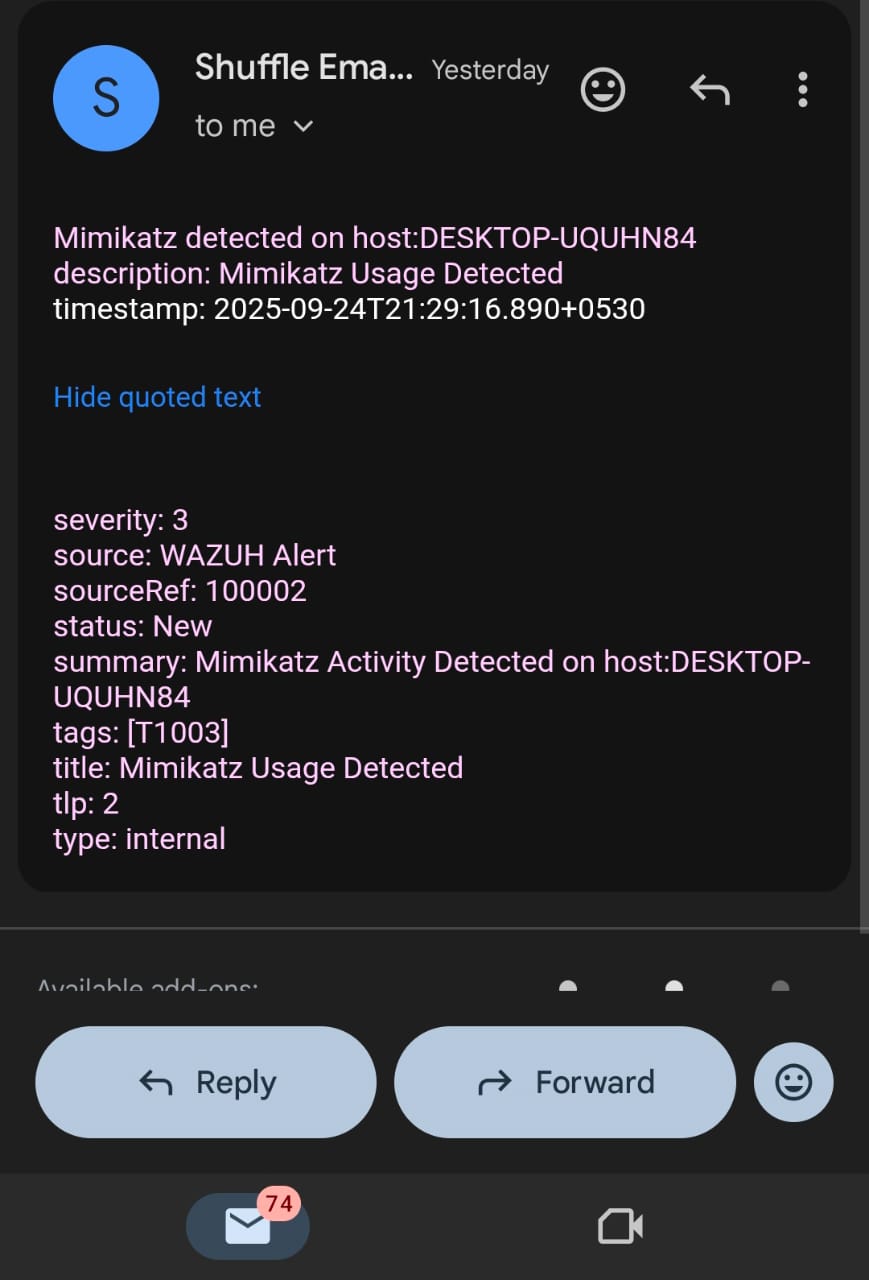 S
Shuffle Ema... Yesterday
to me
Mimikatz detected on host:DESKTOP-UQUHN84
description: Mimikatz Usage Detected
timestamp: 2025-09-24T21:29:16.890+0530
Hide quoted text
severity: 3
source: WAZUH Alert
sourceRef: 100002
status: New
summary: Mimikatz Activity Detected on host:DESKTOP-
UQUHN84
tags: [T1003]
title: Mimikatz Usage Detected
tlp: 2
type: internal
Available add-ons:
Reply Forward
74